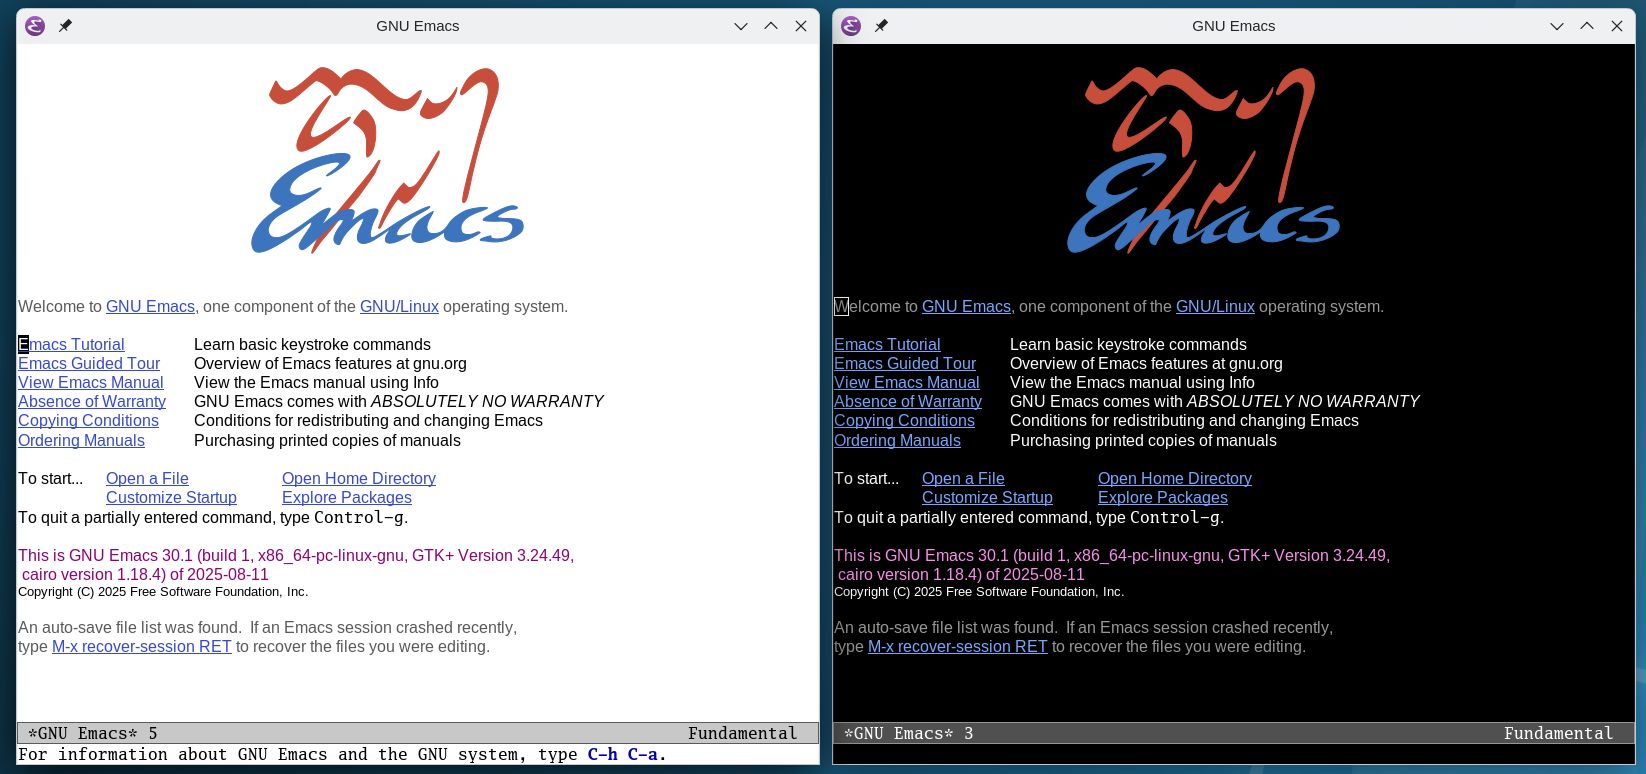 GNU Emacs
Emacs
Welcome to GNU Emacs, one component of the GNU/Linux operating system.
Emacs Tutorial Learn basic keystroke commands
Emacs Guided Tour Overview of Emacs features at gnu.org
View Emacs Manual View the Emacs manual using Info
Absence of Warranty GNU Emacs comes with ABSOLUTELY NO WARRANTY
Copying Conditions Conditions for redistributing and changing Emacs
Ordering Manuals Purchasing printed copies of manuals
To start... Open a File Open Home Directory
Customize Startup Explore Packages
To quit a partially entered command, type Control-g.
This is GNU Emacs 30.1 (build 1, x86_64-pc-linux-gnu, GTK+ Version 3.24.49,
cairo version 1.18.4) of 2025-08-11
Copyright (C) 2025 Free Software Foundation, Inc.
An auto-save file list was found.  If an Emacs session crashed recently,
type M-x recover-session RET to recover the files you were editing.
*GNU Emacs* 5 Fundamental
For information about GNU Emacs and the GNU system, type C-h C-a.
GNU Emacs
Emacs
Welcome to GNU Emacs, one component of the GNU/Linux operating system.
Emacs Tutorial Learn basic keystroke commands
Emacs Guided Tour Overview of Emacs features at gnu.org
View Emacs Manual View the Emacs manual using Info
Absence of Warranty GNU Emacs comes with ABSOLUTELY NO WARRANTY
Copying Conditions Conditions for redistributing and changing Emacs
Ordering Manuals Purchasing printed copies of manuals
To start... Open a File Open Home Directory
Customize Startup Explore Packages
To quit a partially entered command, type Control-g.
This is GNU Emacs 30.1 (build 1, x86_64-pc-linux-gnu, GTK+ Version 3.24.49,
cairo version 1.18.4) of 2025-08-11
Copyright (C) 2025 Free Software Foundation, Inc.
An auto-save file list was found.  If an Emacs session crashed recently,
type M-x recover-session RET to recover the files you were editing.
*GNU Emacs* 3 Fundamental